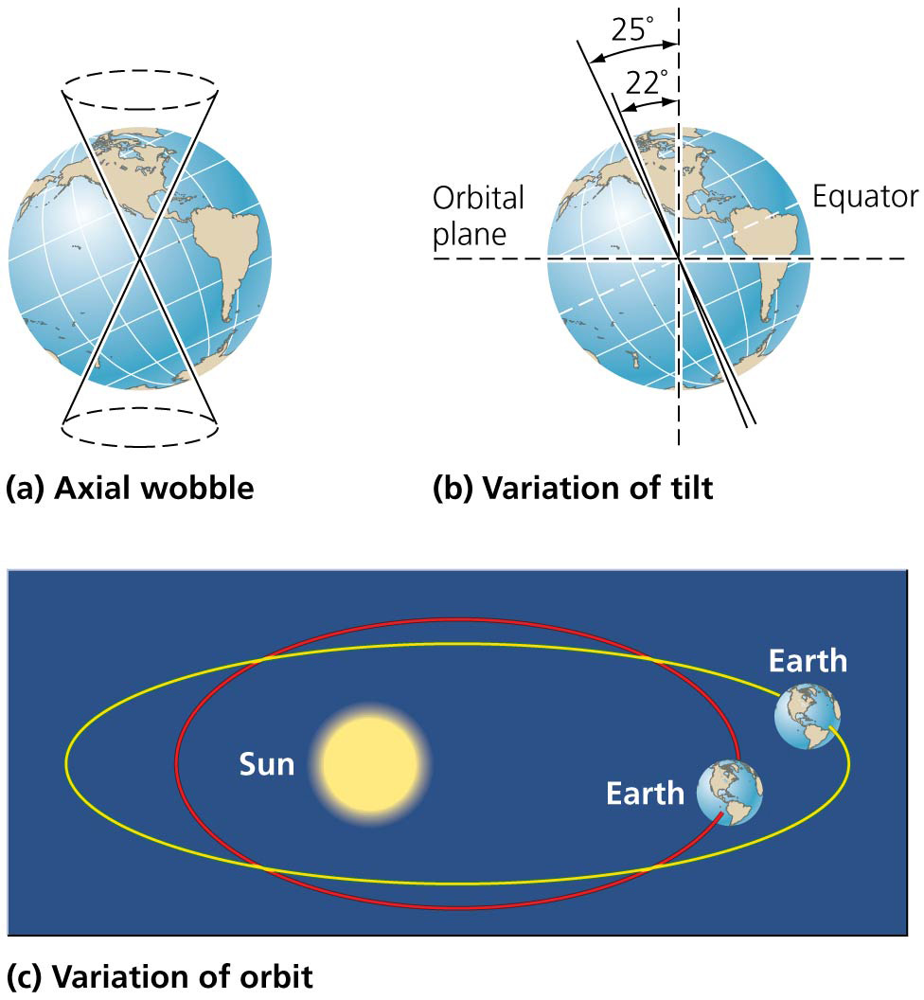 25°
22°
Orbital
plane
Equator
(a) Axial wobble
(b) Variation of tilt
Earth
Sun
Earth
(c) Variation of orbit